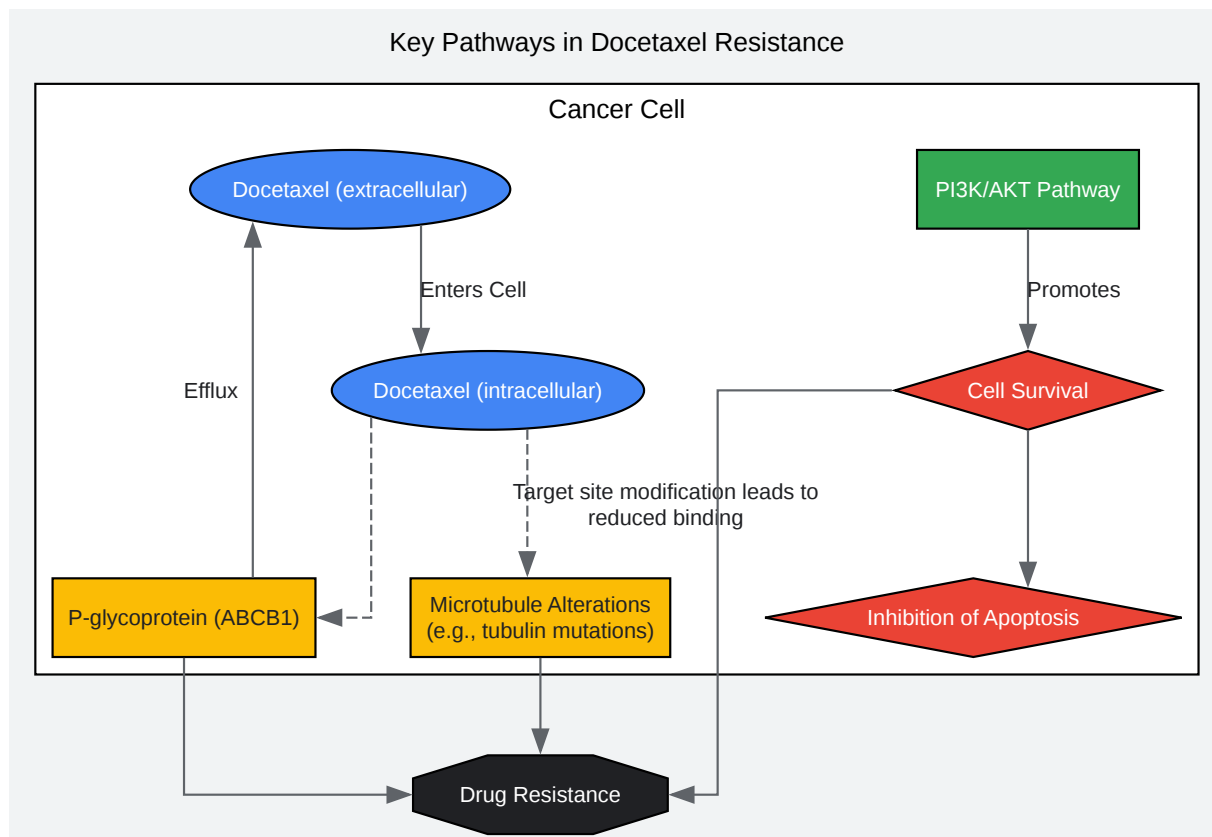 Key Pathways in Docetaxel Resistance
Cancer Cell
Docetaxel (extracellular)
PI3K/AKT Pathway
Enters Cell
Promotes
Efflux
Docetaxel (intracellular)
Cell Survival
Target site modification leads to
reduced binding
P-glycoprotein (ABCB1)
Microtubule Alterations
(e.g., tubulin mutations)
Inhibition of Apoptosis
Drug Resistance